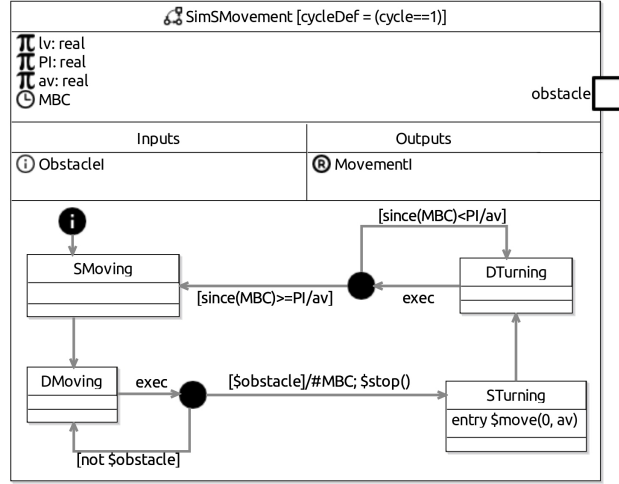 SimSMovement [cycleDef = (cycle==1)]
π lv: real
π PI: real
π av: real
MBC
obstacle
Inputs
Outputs
i ObstacleI
R MovementI
i
[since(MBC)<PI/av]
SMoving
DTurning
[since(MBC)>=PI/av]
exec
DMoving
exec
[$obstacle]/#MBC; $stop()
STurning
entry $move(0, av)
[not $obstacle]